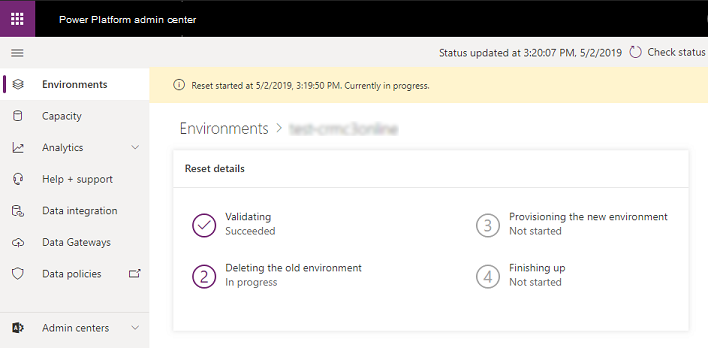 Power Platform admin center
Status updated at 3:20:07 PM, 5/2/2019 Check status
Environments
Capacity
Analytics
Help + support
Data integration
Data Gateways
Data policies
Admin centers
Reset started at 5/2/2019, 3:19:50 PM. Currently in progress.
Environments >
Reset details
Validating
Succeeded
2 Deleting the old environment
In progress
3 Provisioning the new environment
Not started
4 Finishing up
Not started